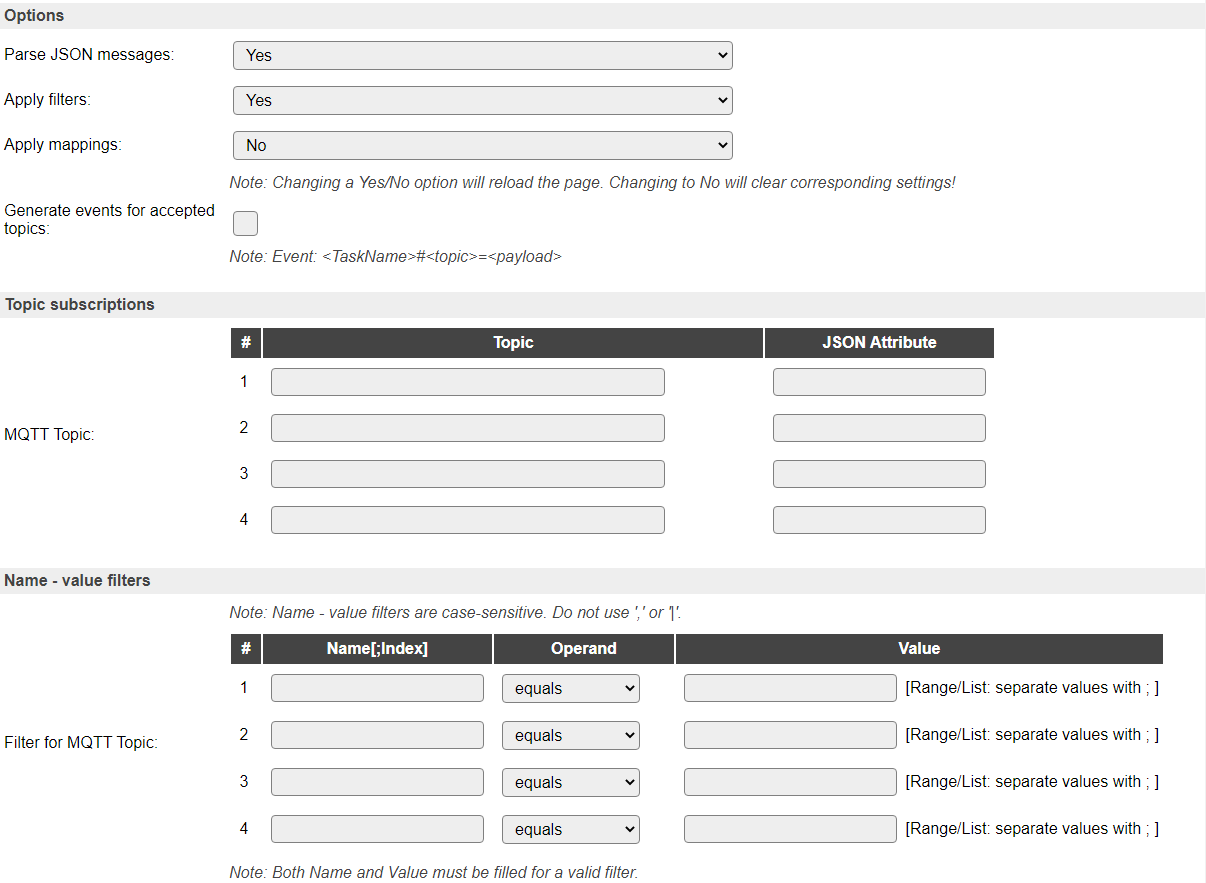 Options
Parse JSON messages: Yes
Apply filters: Yes
Apply mappings: No
Note: Changing a Yes/No option will reload the page. Changing to No will clear corresponding settings!
Generate events for accepted
topics:
Note: Event: <TaskName>#<topic>=<payload>
Topic subscriptions
# Topic JSON Attribute
1
2
MQTT Topic:
3
4
Name - value filters
Note: Name - value filters are case-sensitive. Do not use ',' or '|'.
# Name[;Index] Operand Value
1 equals [Range/List: separate values with ; ]
2 equals [Range/List: separate values with ; ]
Filter for MQTT Topic:
3 equals [Range/List: separate values with ; ]
4 equals [Range/List: separate values with ; ]
Note: Both Name and Value must be filled for a valid filter.